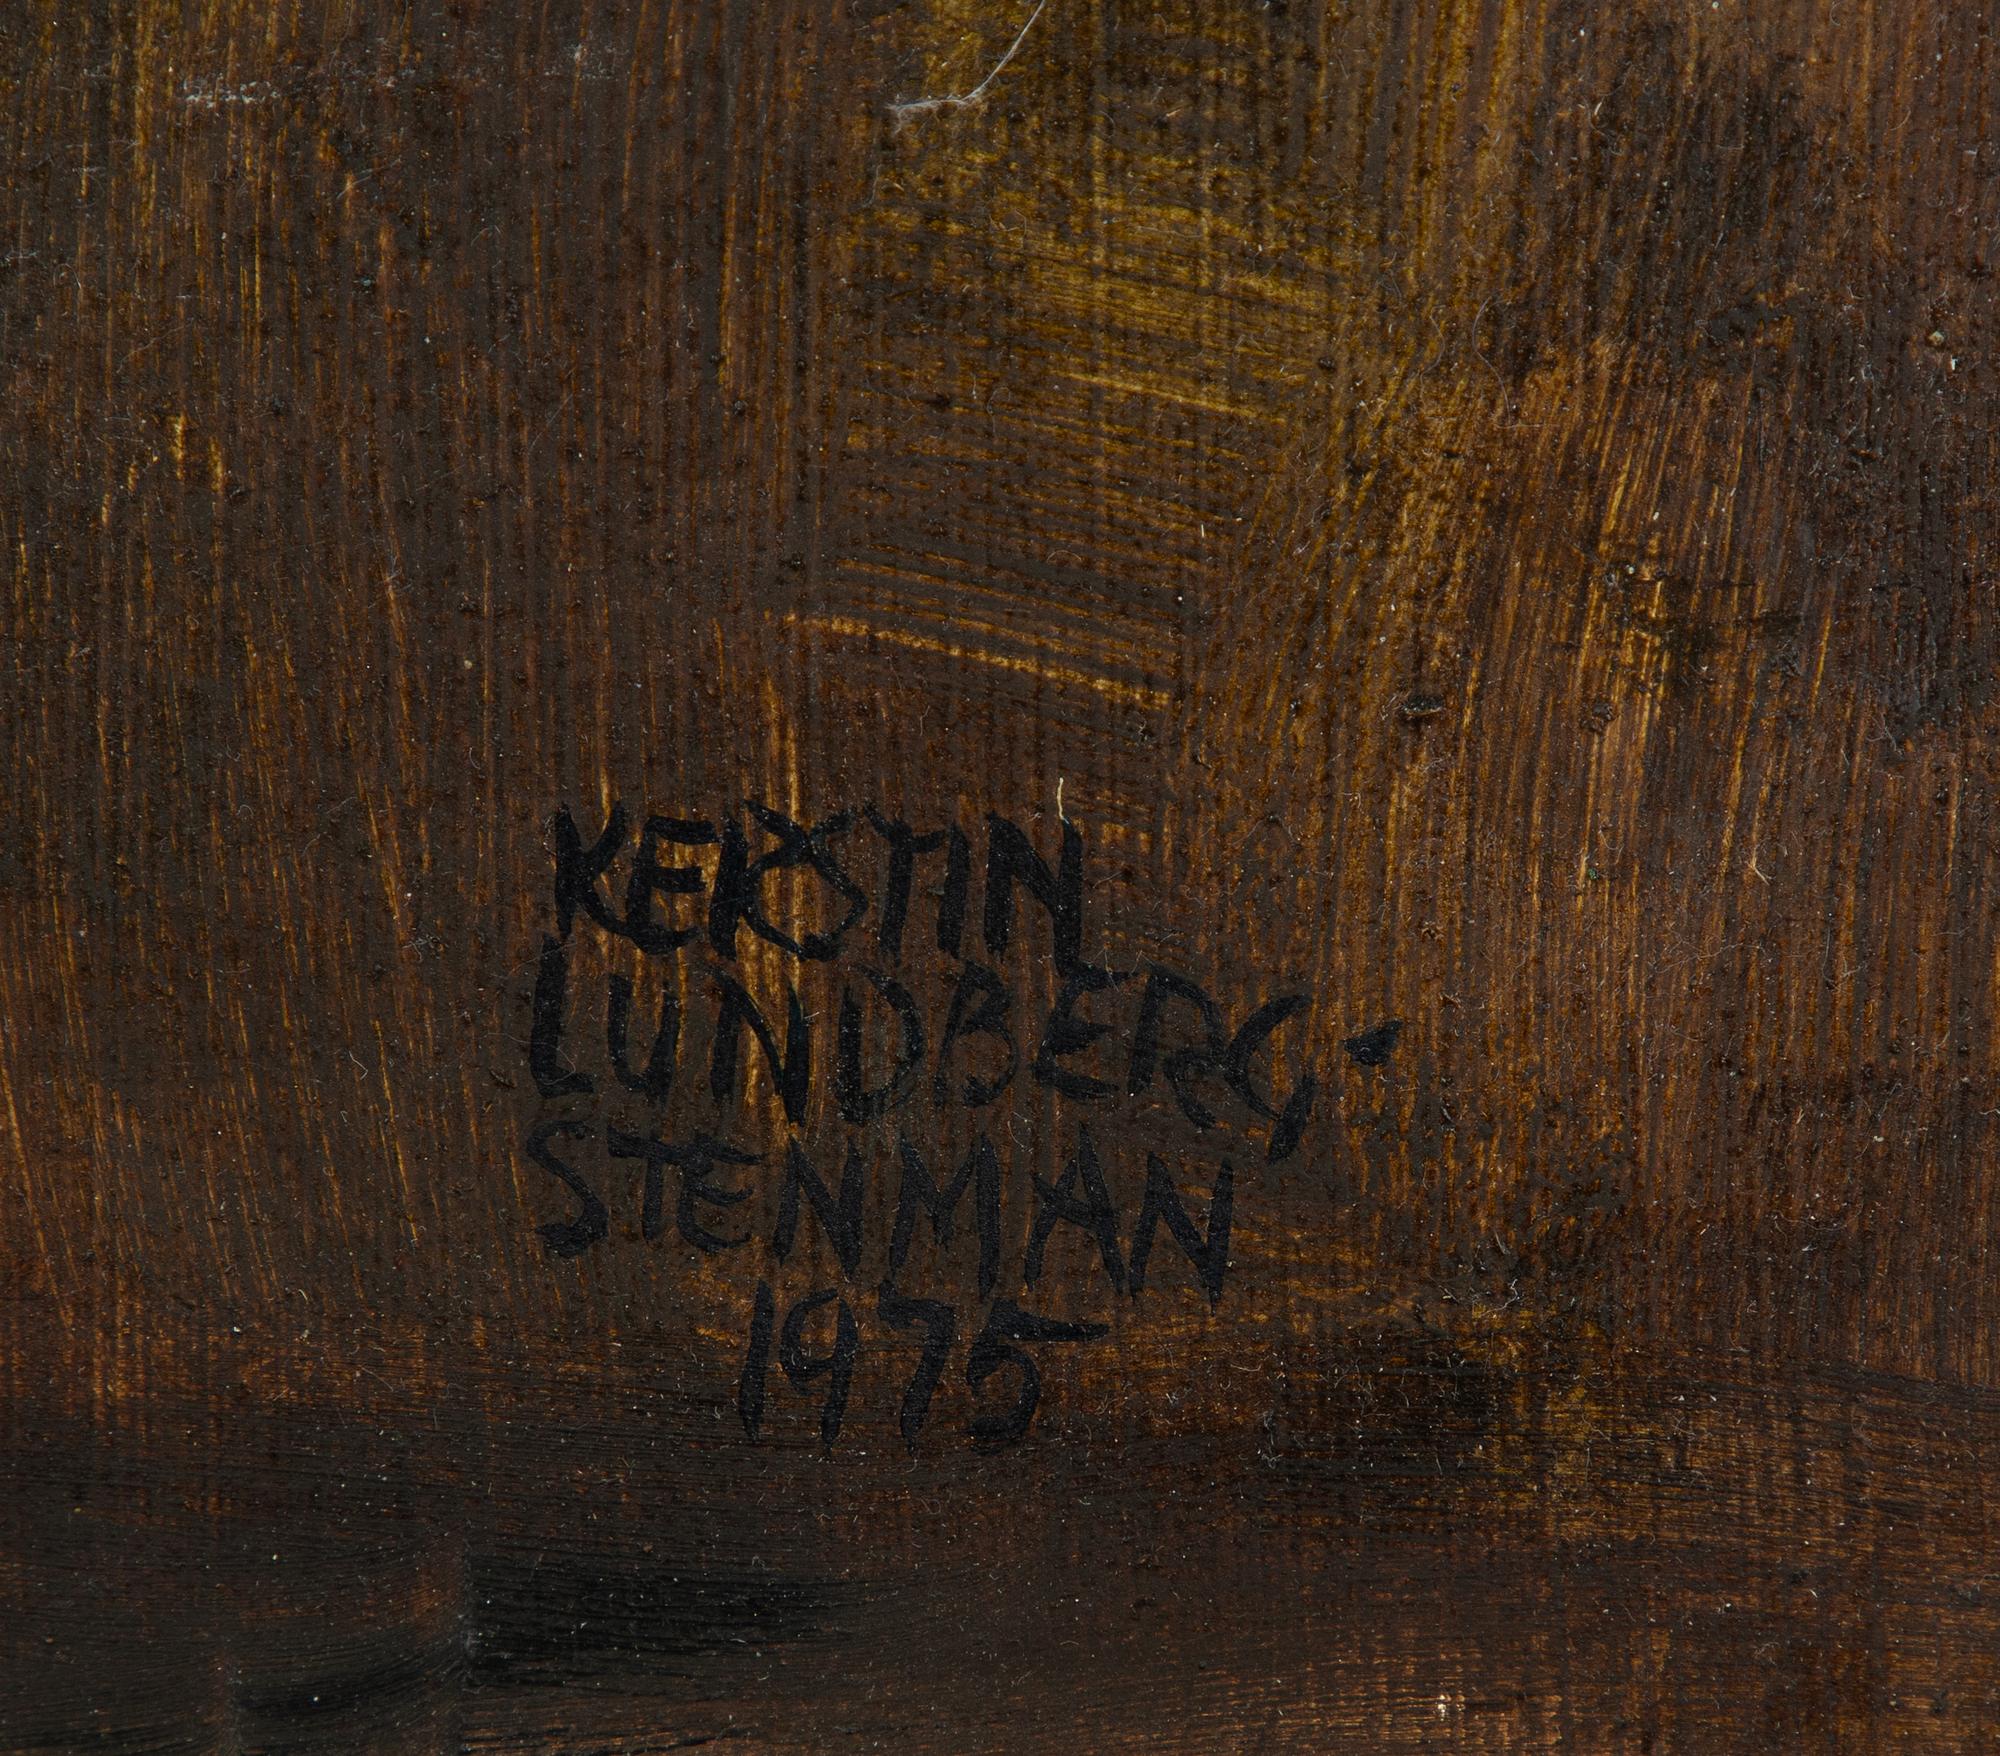 KERSTIN
LUNDBERG-
STENMAN
1975